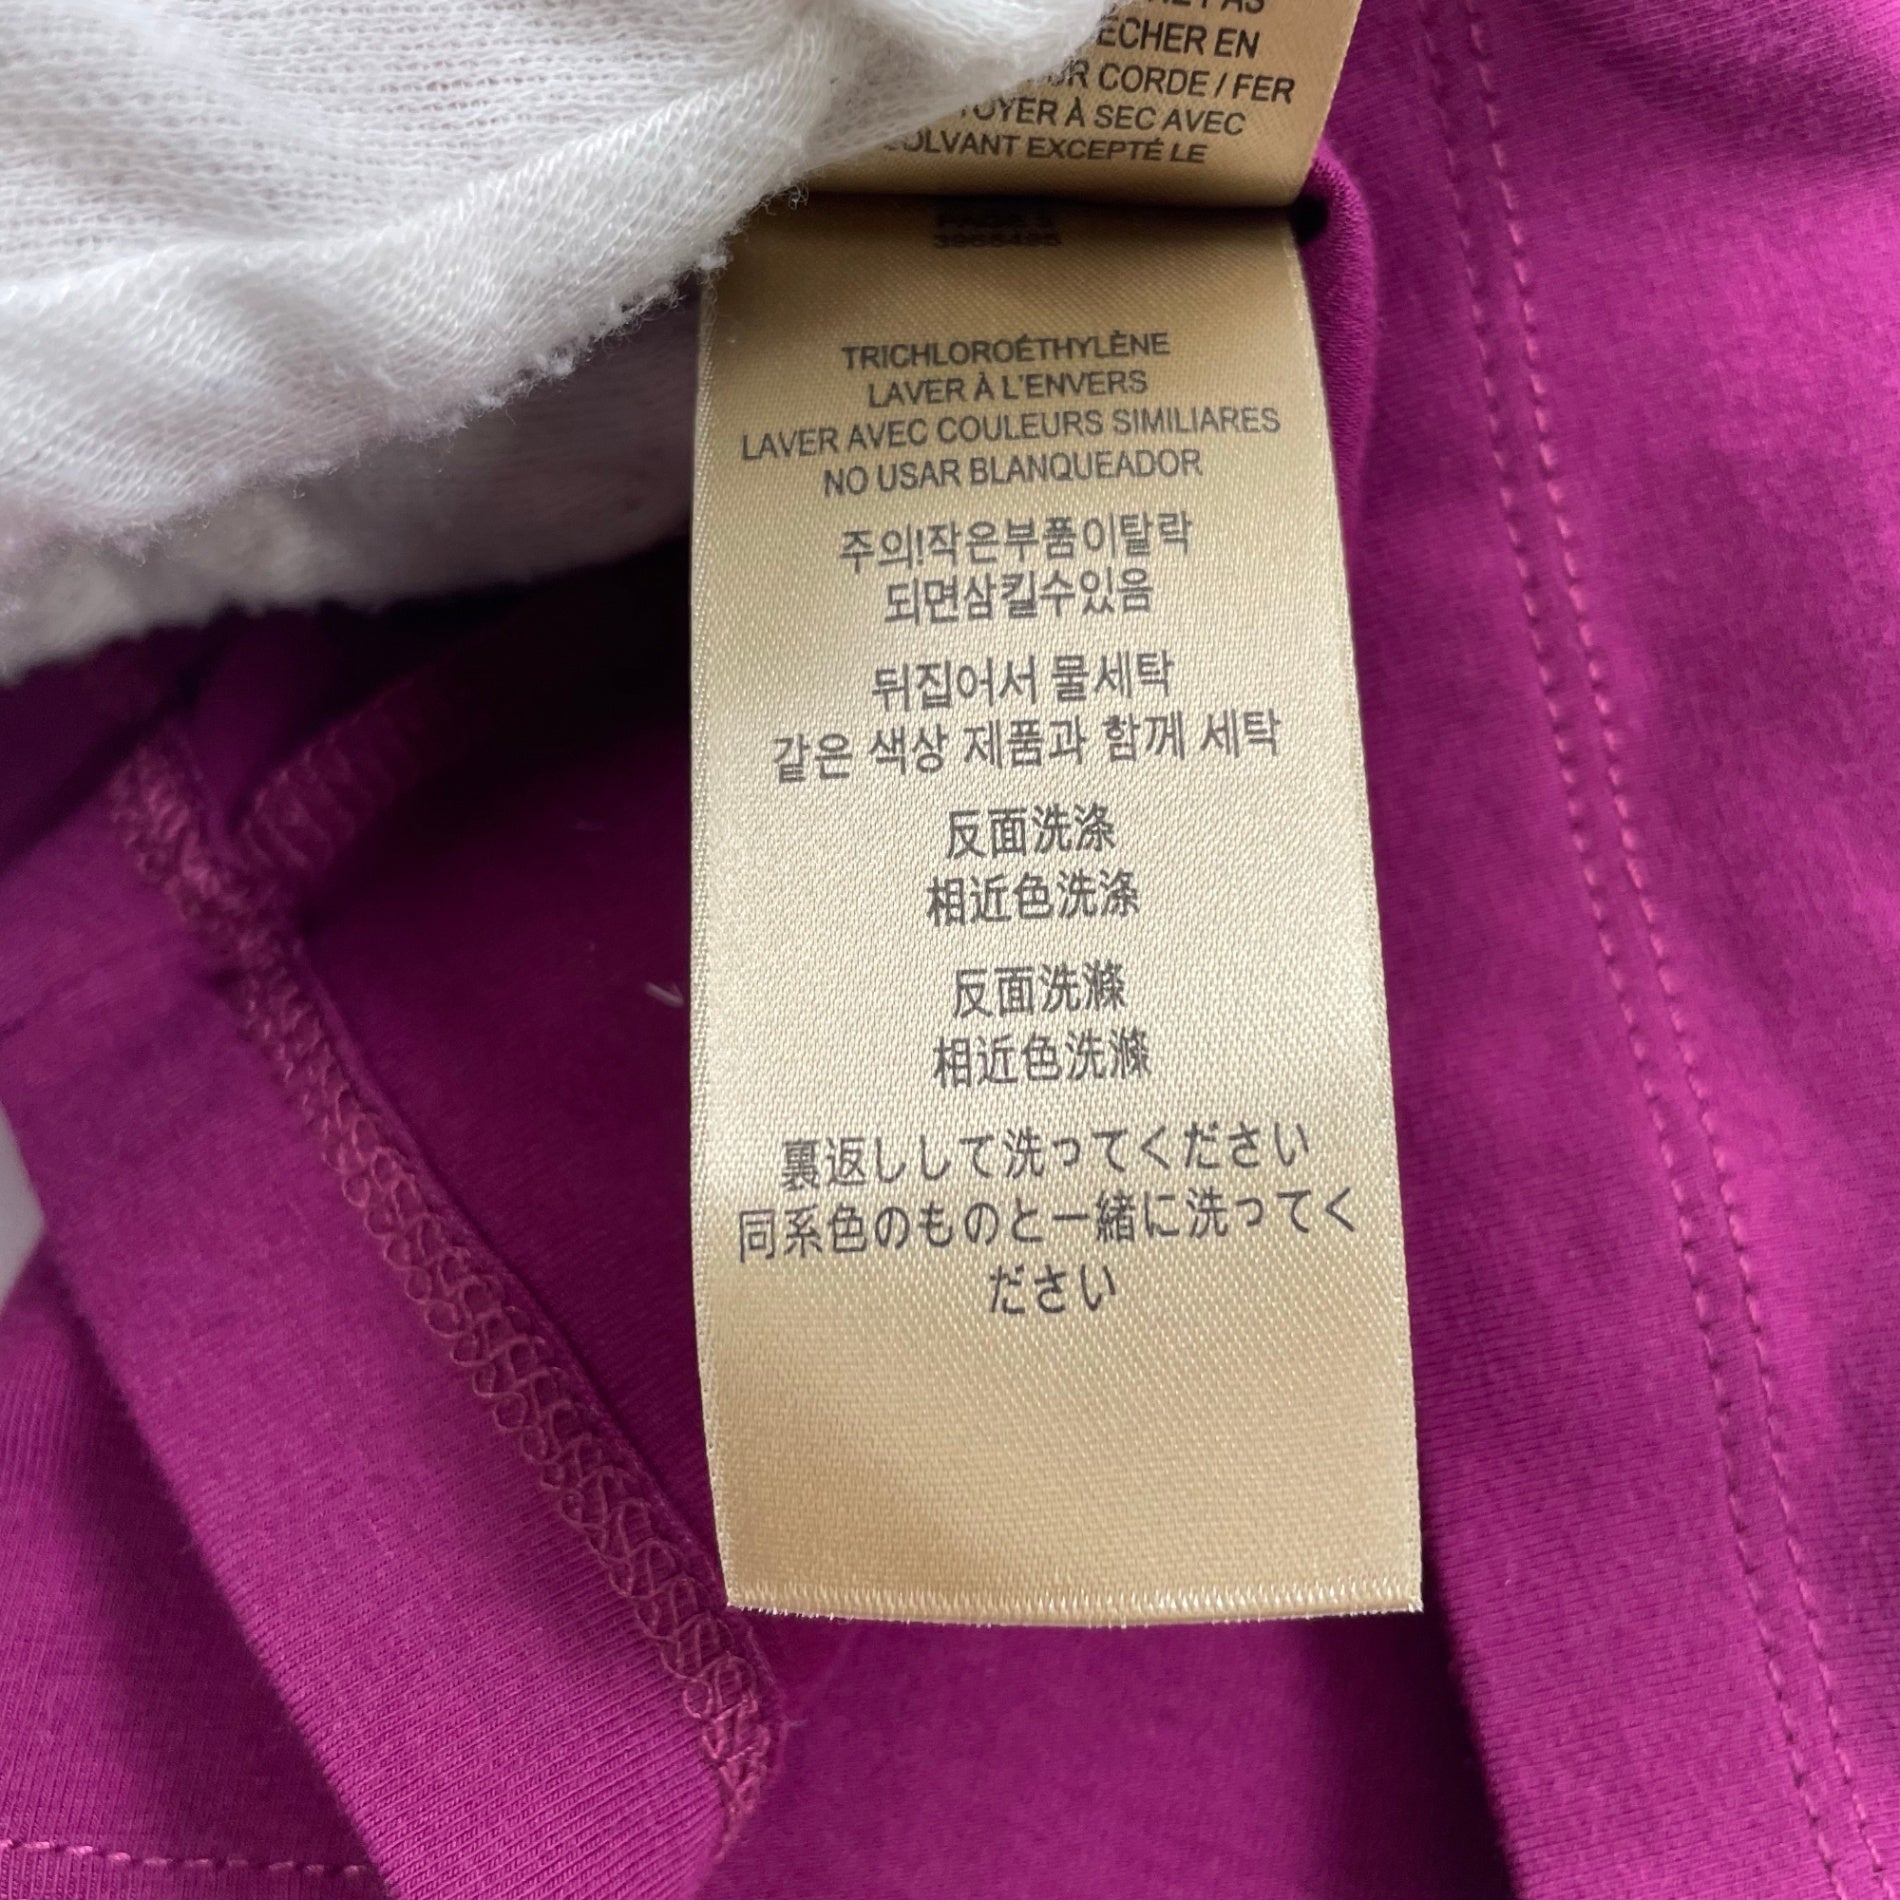 ÉCHER EN
CORDE / FER
À SEC AVEC
EXCEPTÉ LE
3968495
TRICHLOROÉTHYLÈNE
LAVER À L'ENVERS
LAVER AVEC COULEURS SIMILIARES
NO USAR BLANQUEADOR
주의!작은부품이탈락
되면삼킬수있음
뒤집어서 물세탁
같은 색상 제품과 함께 세탁
反面洗涤
相近色洗涤
反面洗滌
相近色洗滌
裏返しして洗ってください
同系色のものと一緒に洗ってく
ださい